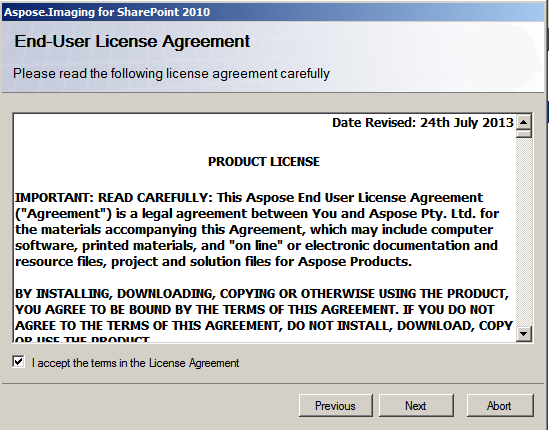 Aspose.Imaging for SharePoint 2010
End-User License Agreement
Please read the following license agreement carefully
Date Revised: 24th July 2013
PRODUCT LICENSE
IMPORTANT: READ CAREFULLY: This Aspose End User License Agreement
("Agreement") is a legal agreement between You and Aspose Pty. Ltd. for
the materials accompanying this Agreement, which may include computer
software, printed materials, and "on line" or electronic documentation and
resource files, project and solution files for Aspose Products.
BY INSTALLING, DOWNLOADING, COPYING OR OTHERWISE USING THE PRODUCT,
YOU AGREE TO BE BOUND BY THE TERMS OF THIS AGREEMENT. IF YOU DO NOT
AGREE TO THE TERMS OF THIS AGREEMENT, DO NOT INSTALL, DOWNLOAD, COPY
OR USE THE PRODUCT
I accept the terms in the License Agreement
Previous Next Abort